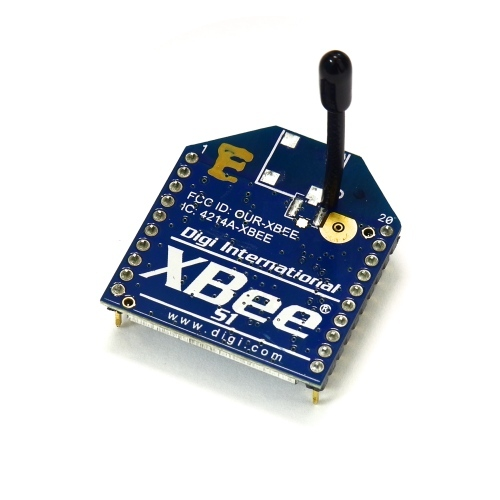 1
E
20
FCC ID: OUR-XBEE
IC: 4214A-XBEE
Digi International
XBee®
S1
www.digi.com